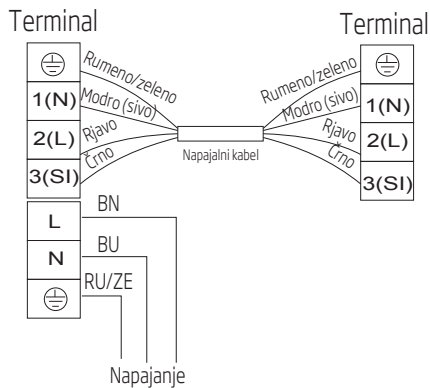 Terminal
Terminal
Rumeno/zeleno
Rumeno/zeleno
1(N)
Modro (sivo)
Modro (sivo)
1(N)
2(L)
Rjavo
Rjavo
2(L)
Črno
Napajalni kabel
Črno
3(SI)
3(SI)
L
BN
N
BU
RU/ZE
Napajanje